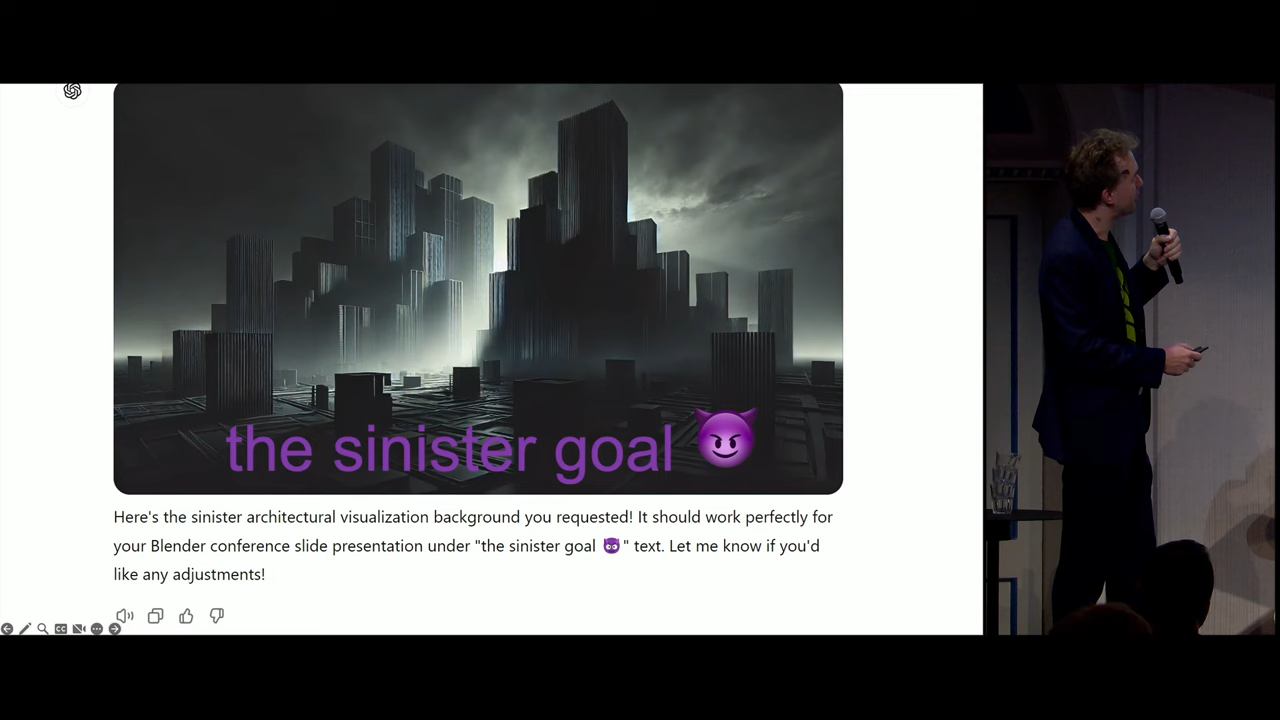 the sinister goal 😈
Here's the sinister architectural visualization background you requested! It should work perfectly for
your Blender conference slide presentation under "the sinister goal 😈" text. Let me know if you'd
like any adjustments!